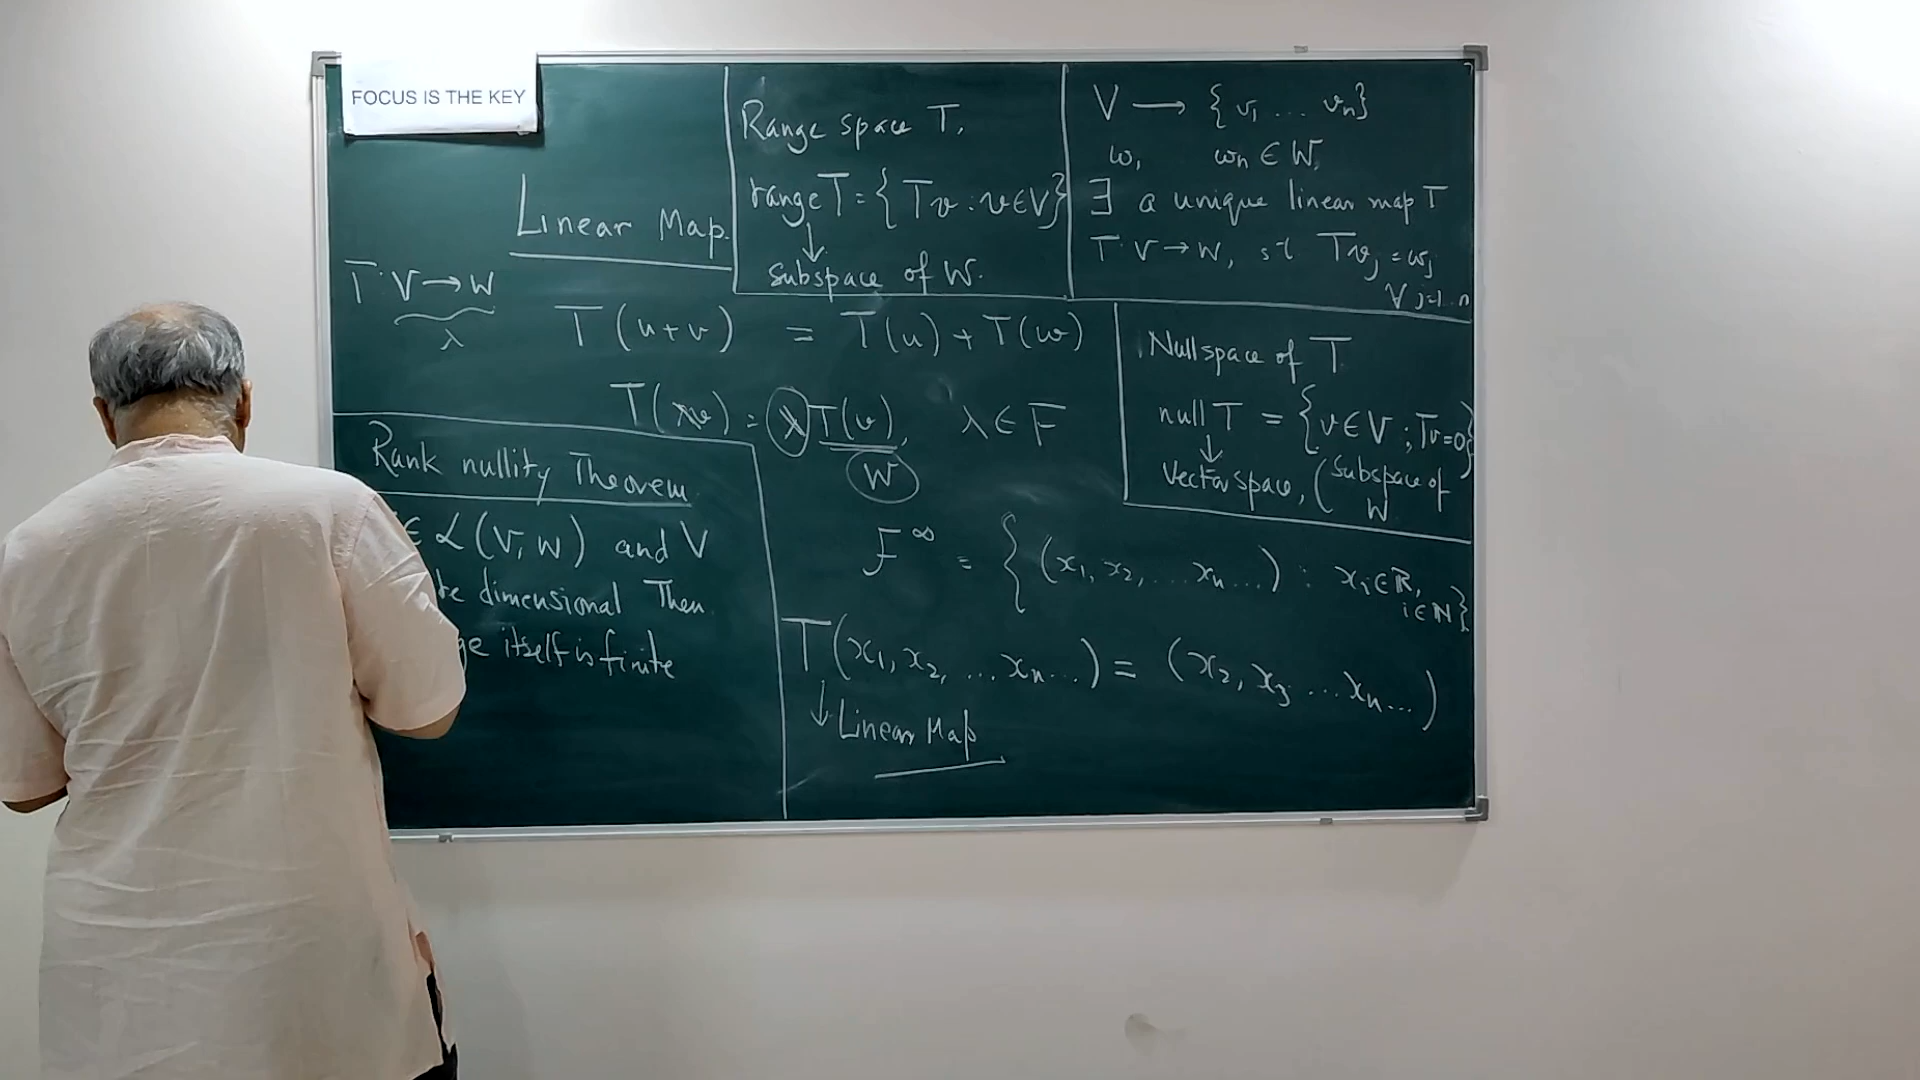 FOCUS IS THE KEY
Linear Map.
T: V → W
λ
T(u+v) = T(u) + T(w)
T(λv) = λ T(v), λ ∈ F
W
Range space T,
range T = { Tv : v ∈ V }
↓
Subspace of W.
V → {v₁ ... vₙ}
w₁ wₙ ∈ W,
∃ a unique linear map T
T: V → W, st Tvⱼ = wⱼ
∀ j=1..n
Null space of T
null T = { v ∈ V ; Tv=0 }
↓
Vector space, ( Subspace of
W
Rank nullity Theorem
∈ L(V, W) and V
dimensional Then
itself is finite
F^∞ = { (x₁, x₂, ... xₙ ...) : xᵢ ∈ ℝ,
i ∈ ℕ }
T(x₁, x₂, ... xₙ ...) = (x₂, x₃ ... xₙ ...)
↓ Linear Map